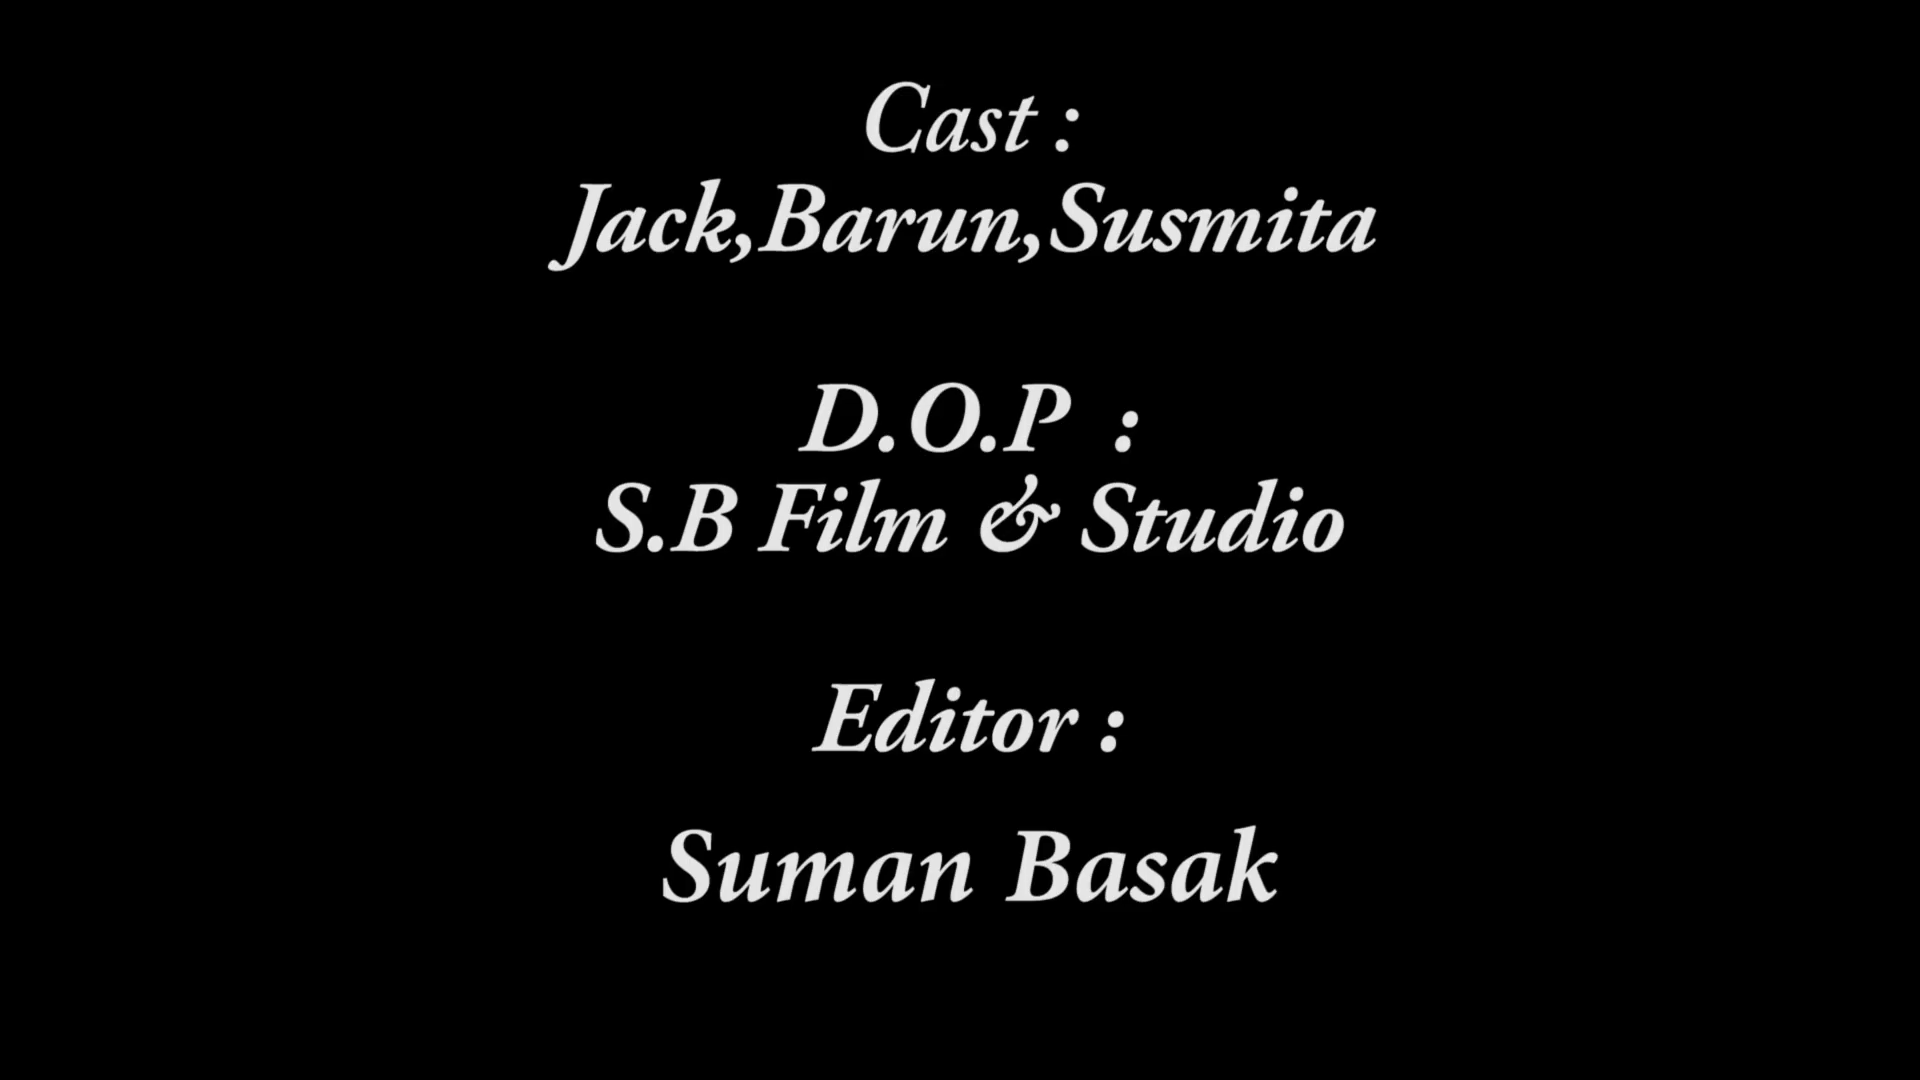 Cast :
Jack,Barun,Susmita
D.O.P :
S.B Film & Studio
Editor :
Suman Basak